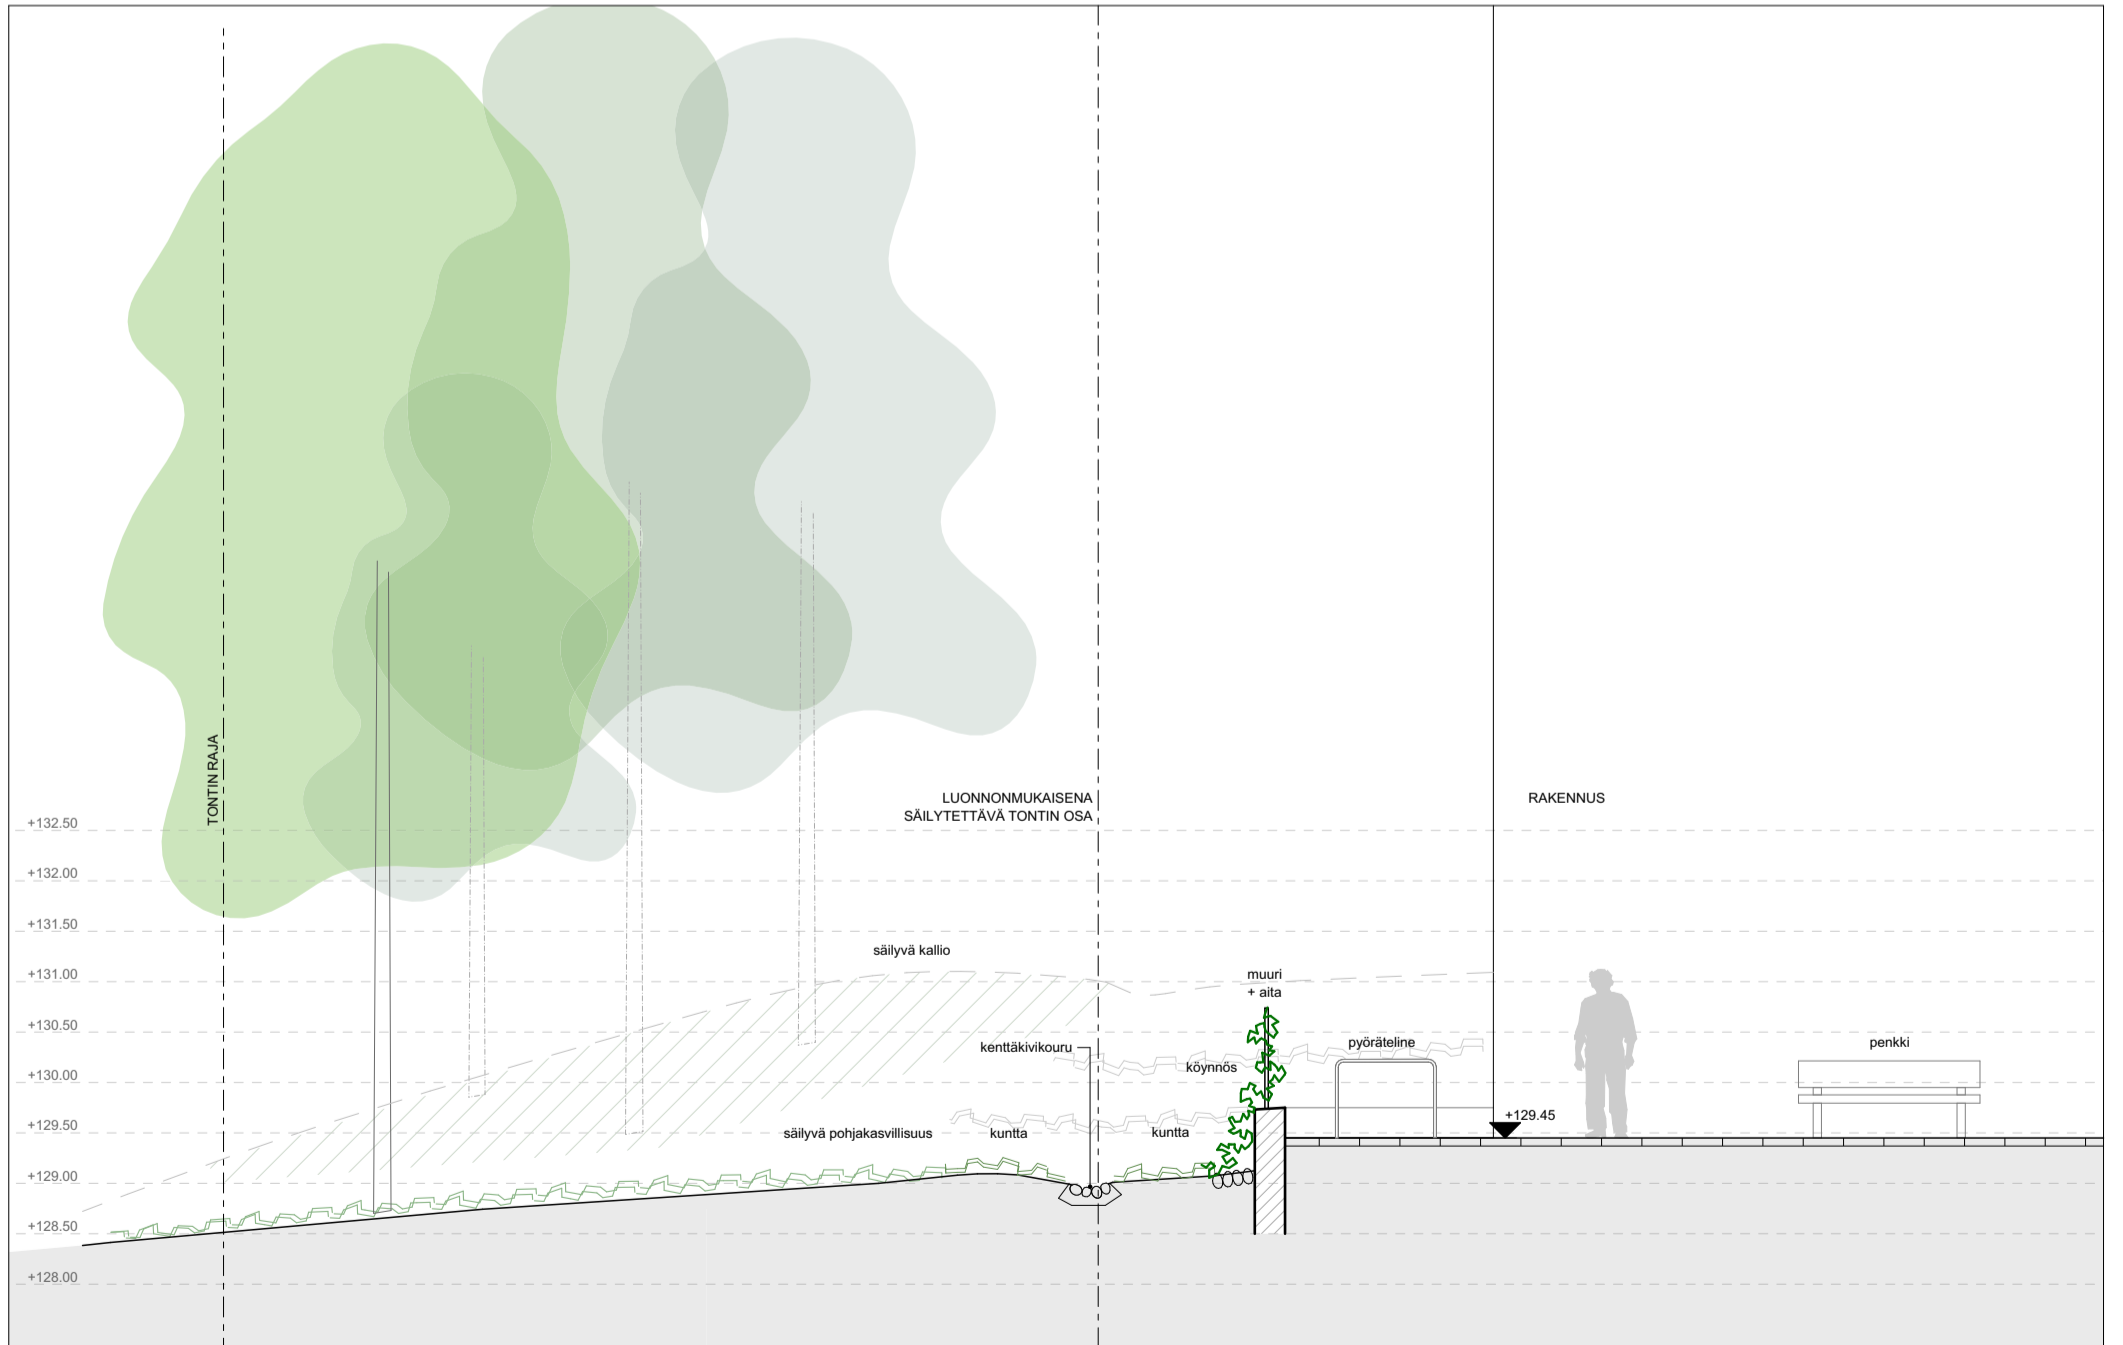 TONTIN RAJA
LUONNONMUKAISENA
SÄILYTETTÄVÄ TONTIN OSA
RAKENNUS
+132.50
+132.00
+131.50
säilyvä kallio
+131.00
muuri
+ aita
+130.50
kenttäkivikouru
pyöräteline
penkki
köynnös
+130.00
+129.50
säilyvä pohjakasvillisuus
kuntta
kuntta
+129.45
+129.00
+128.50
+128.00